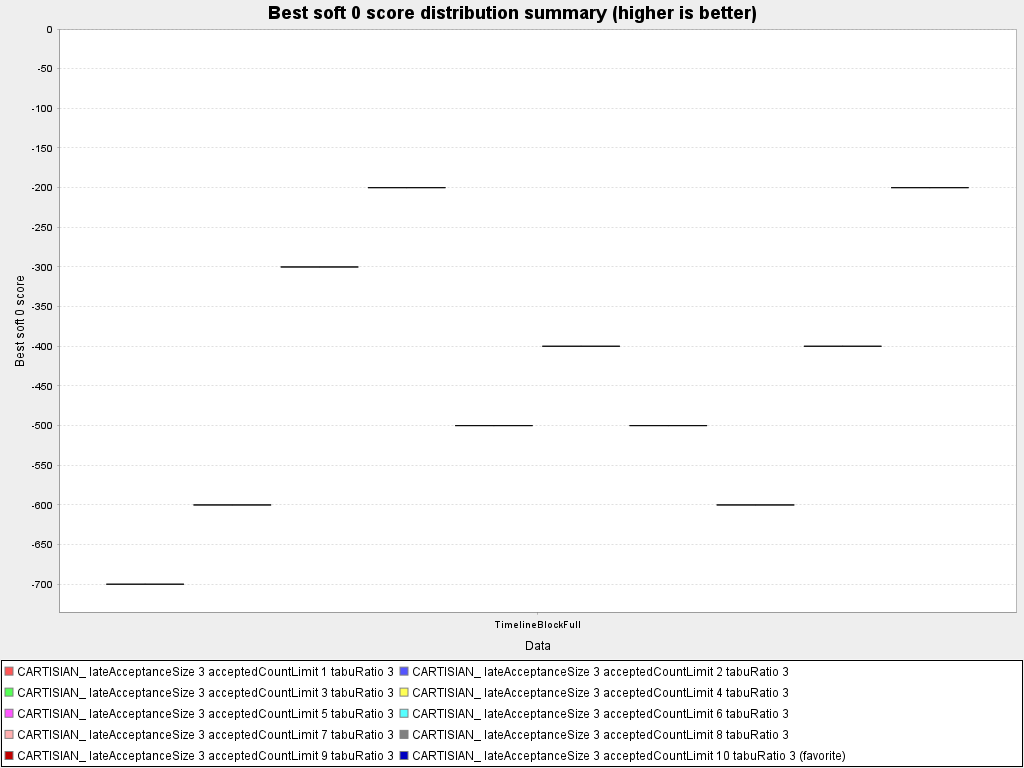 Best soft 0 score distribution summary (higher is better)
0
-50
-100
-150
-200
-250
-300
-350
-400
-450
-500
-550
-600
-650
-700
Best soft 0 score
TimelineBlockFull
Data
CARTISIAN_ lateAcceptanceSize 3 acceptedCountLimit 1 tabuRatio 3 CARTISIAN_ lateAcceptanceSize 3 acceptedCountLimit 2 tabuRatio 3
CARTISIAN_ lateAcceptanceSize 3 acceptedCountLimit 3 tabuRatio 3 CARTISIAN_ lateAcceptanceSize 3 acceptedCountLimit 4 tabuRatio 3
CARTISIAN_ lateAcceptanceSize 3 acceptedCountLimit 5 tabuRatio 3 CARTISIAN_ lateAcceptanceSize 3 acceptedCountLimit 6 tabuRatio 3
CARTISIAN_ lateAcceptanceSize 3 acceptedCountLimit 7 tabuRatio 3 CARTISIAN_ lateAcceptanceSize 3 acceptedCountLimit 8 tabuRatio 3
CARTISIAN_ lateAcceptanceSize 3 acceptedCountLimit 9 tabuRatio 3 CARTISIAN_ lateAcceptanceSize 3 acceptedCountLimit 10 tabuRatio 3 (favorite)